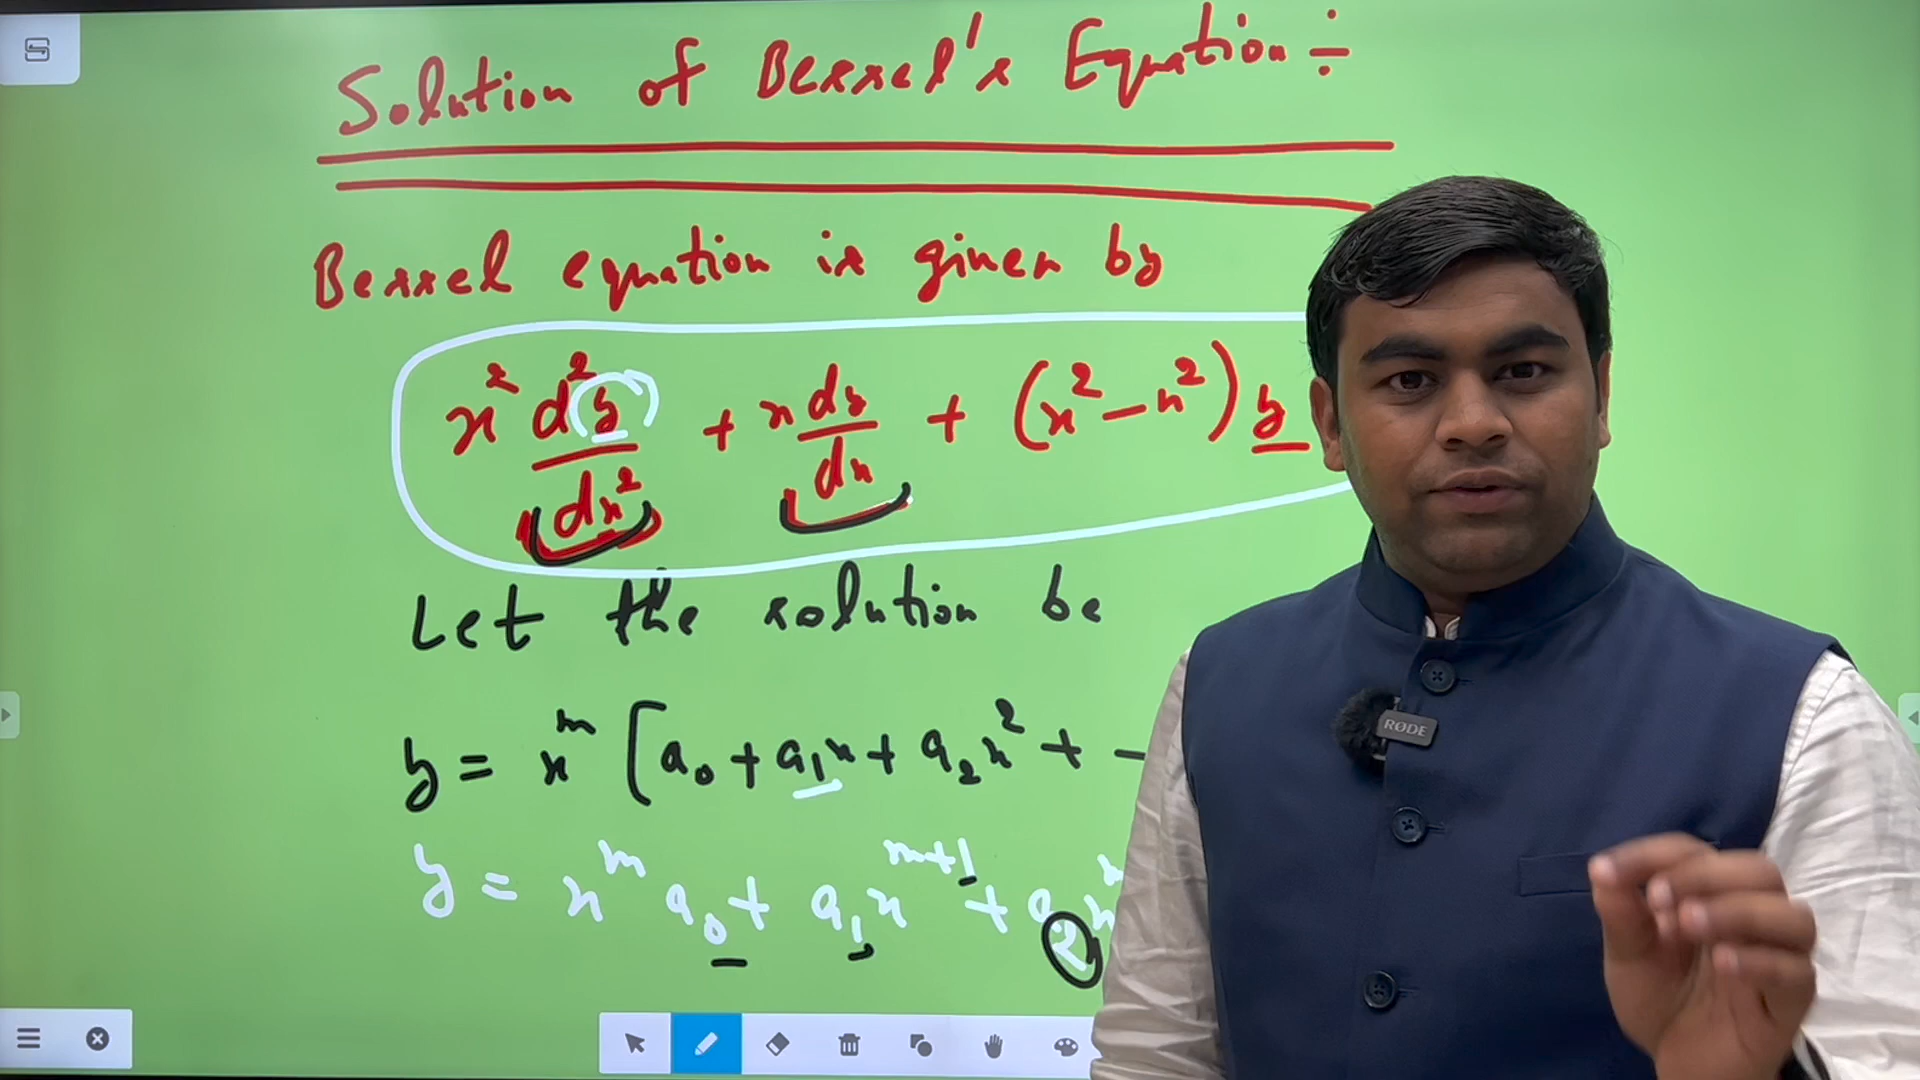 Solution of Bessel's Equation ÷
Bessel equation is given by
x² d²y/dx² + x dy/dx + (x² - n²) y
Let the solution be
y = x^m [a₀ + a₁x + a₂x² + -
y = x^m a₀ + a₁x^(m+1) + a₂x^m
RØDE